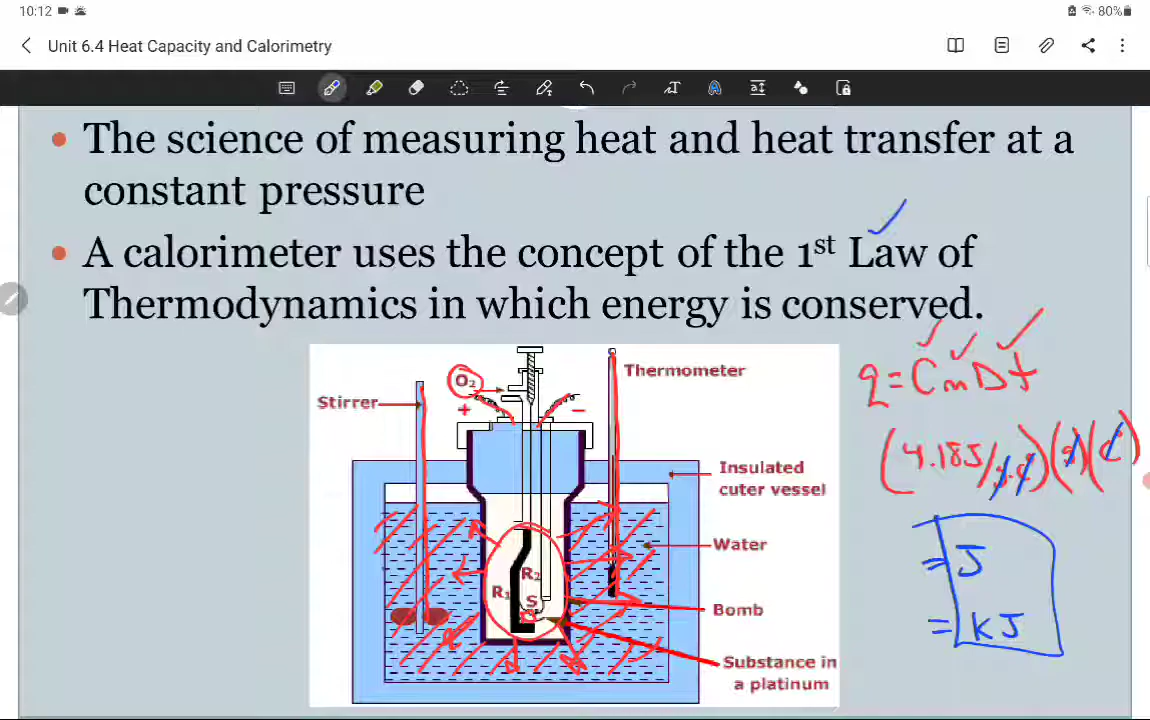 10:12
80%
Unit 6.4 Heat Capacity and Calorimetry
• The science of measuring heat and heat transfer at a
constant pressure
• A calorimeter uses the concept of the 1st Law of
Thermodynamics in which energy is conserved.
O2
Thermometer
q = CmΔt
Stirrer
+
−
(4.18J/g·c)(g)(c)
Insulated
cuter vessel
Water
= J
R2
R1
S
Bomb
= kJ
Substance in
a platinum